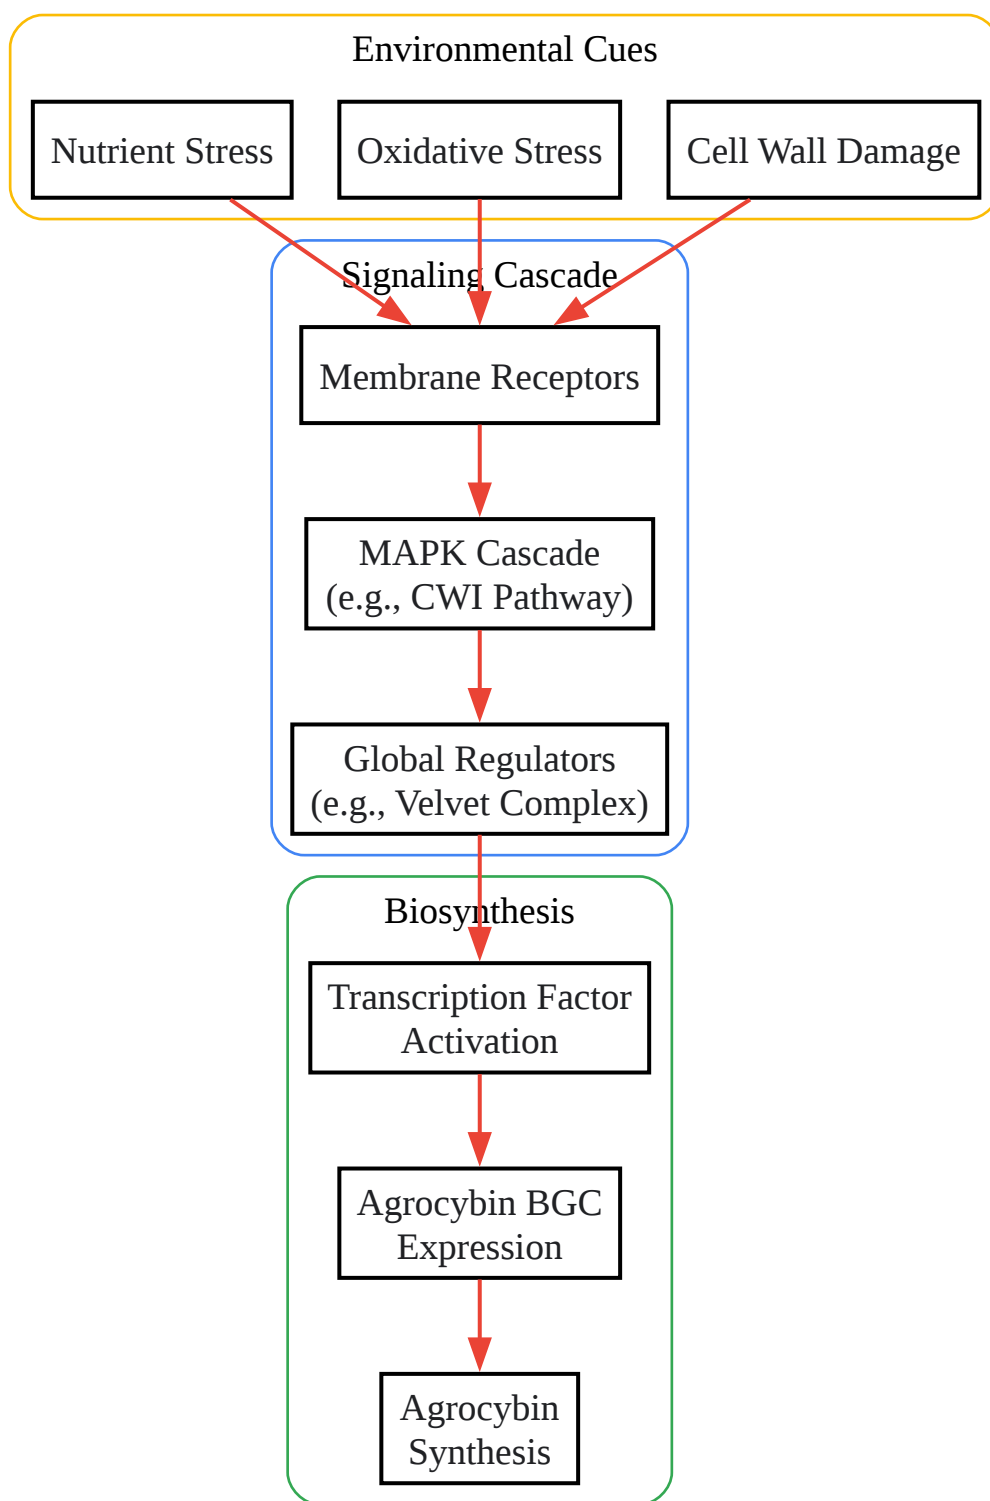 Environmental Cues
Nutrient Stress
Oxidative Stress
Cell Wall Damage
Signaling Cascade
Membrane Receptors
MAPK Cascade
(e.g., CWI Pathway)
Global Regulators
(e.g., Velvet Complex)
Biosynthesis
Transcription Factor
Activation
Agrocybin BGC
Expression
Agrocybin
Synthesis